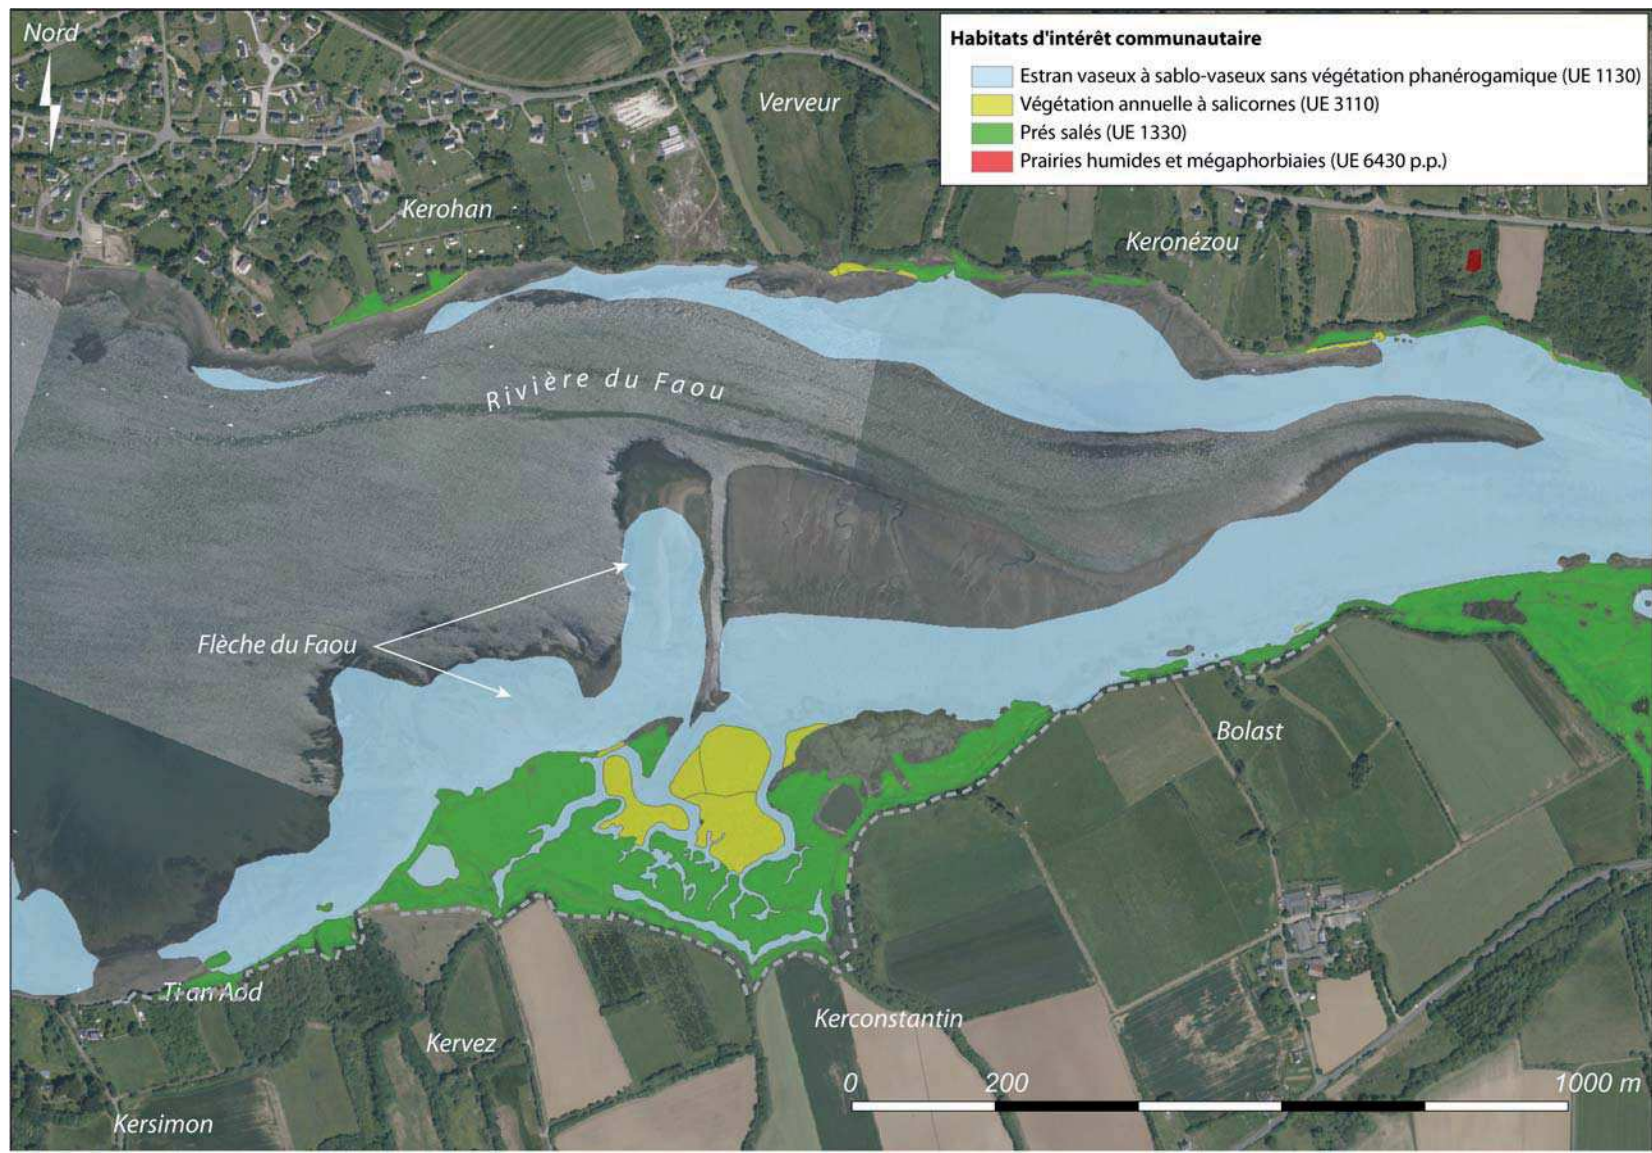 Nord
Habitats d'intérêt communautaire
Estran vaseux à sablo-vaseux sans végétation phanérogamique (UE 1130)
Végétation annuelle à salicornes (UE 3110)
Prés salés (UE 1330)
Prairies humides et mégaphorbiaies (UE 6430 p.p.)
Verveur
Kerohan
Keronézou
Rivière du Faou
Flèche du Faou
Bolast
Ti an Aod
Kerconstantin
Kervez
Kersimon
0 200 1000 m